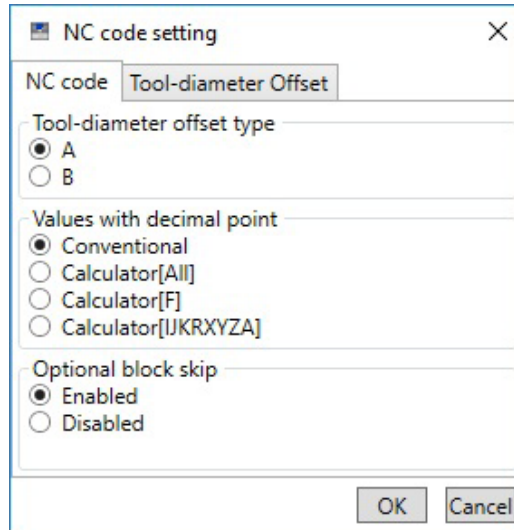 NC code setting
NC code Tool-diameter Offset
Tool-diameter offset type
A
B
Values with decimal point
Conventional
Calculator[All]
Calculator[F]
Calculator[IJKRXYZA]
Optional block skip
Enabled
Disabled
OK Cancel